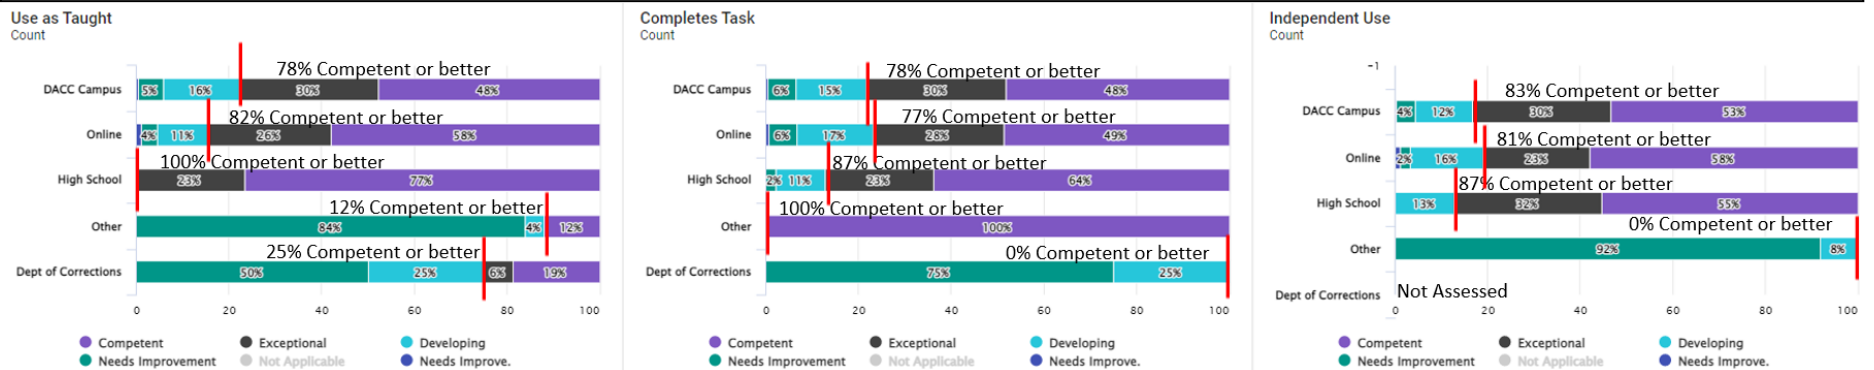 Use as Taught
Count
DACC Campus
78% Competent or better
5% 16% 30% 48%
Online
82% Competent or better
4% 11% 26% 58%
High School
100% Competent or better
23% 77%
Other
12% Competent or better
84% 4% 12%
Dept of Corrections
25% Competent or better
50% 25% 6% 19%
0 20 40 60 80 100
Competent Exceptional Developing
Needs Improvement Not Applicable Needs Improve.
Completes Task
Count
DACC Campus
78% Competent or better
6% 15% 30% 48%
Online
77% Competent or better
6% 17% 28% 49%
High School
87% Competent or better
2% 11% 23% 64%
Other
100% Competent or better
100%
Dept of Corrections
0% Competent or better
75% 25%
0 20 40 60 80 100
Competent Exceptional Developing
Needs Improvement Not Applicable Needs Improve.
Independent Use
Count
-1
DACC Campus
83% Competent or better
4% 12% 30% 53%
Online
81% Competent or better
2% 16% 23% 58%
High School
87% Competent or better
13% 32% 55%
Other
0% Competent or better
92% 8%
Dept of Corrections
Not Assessed
0 20 40 60 80 100
Competent Exceptional Developing
Needs Improvement Not Applicable Needs Improve.